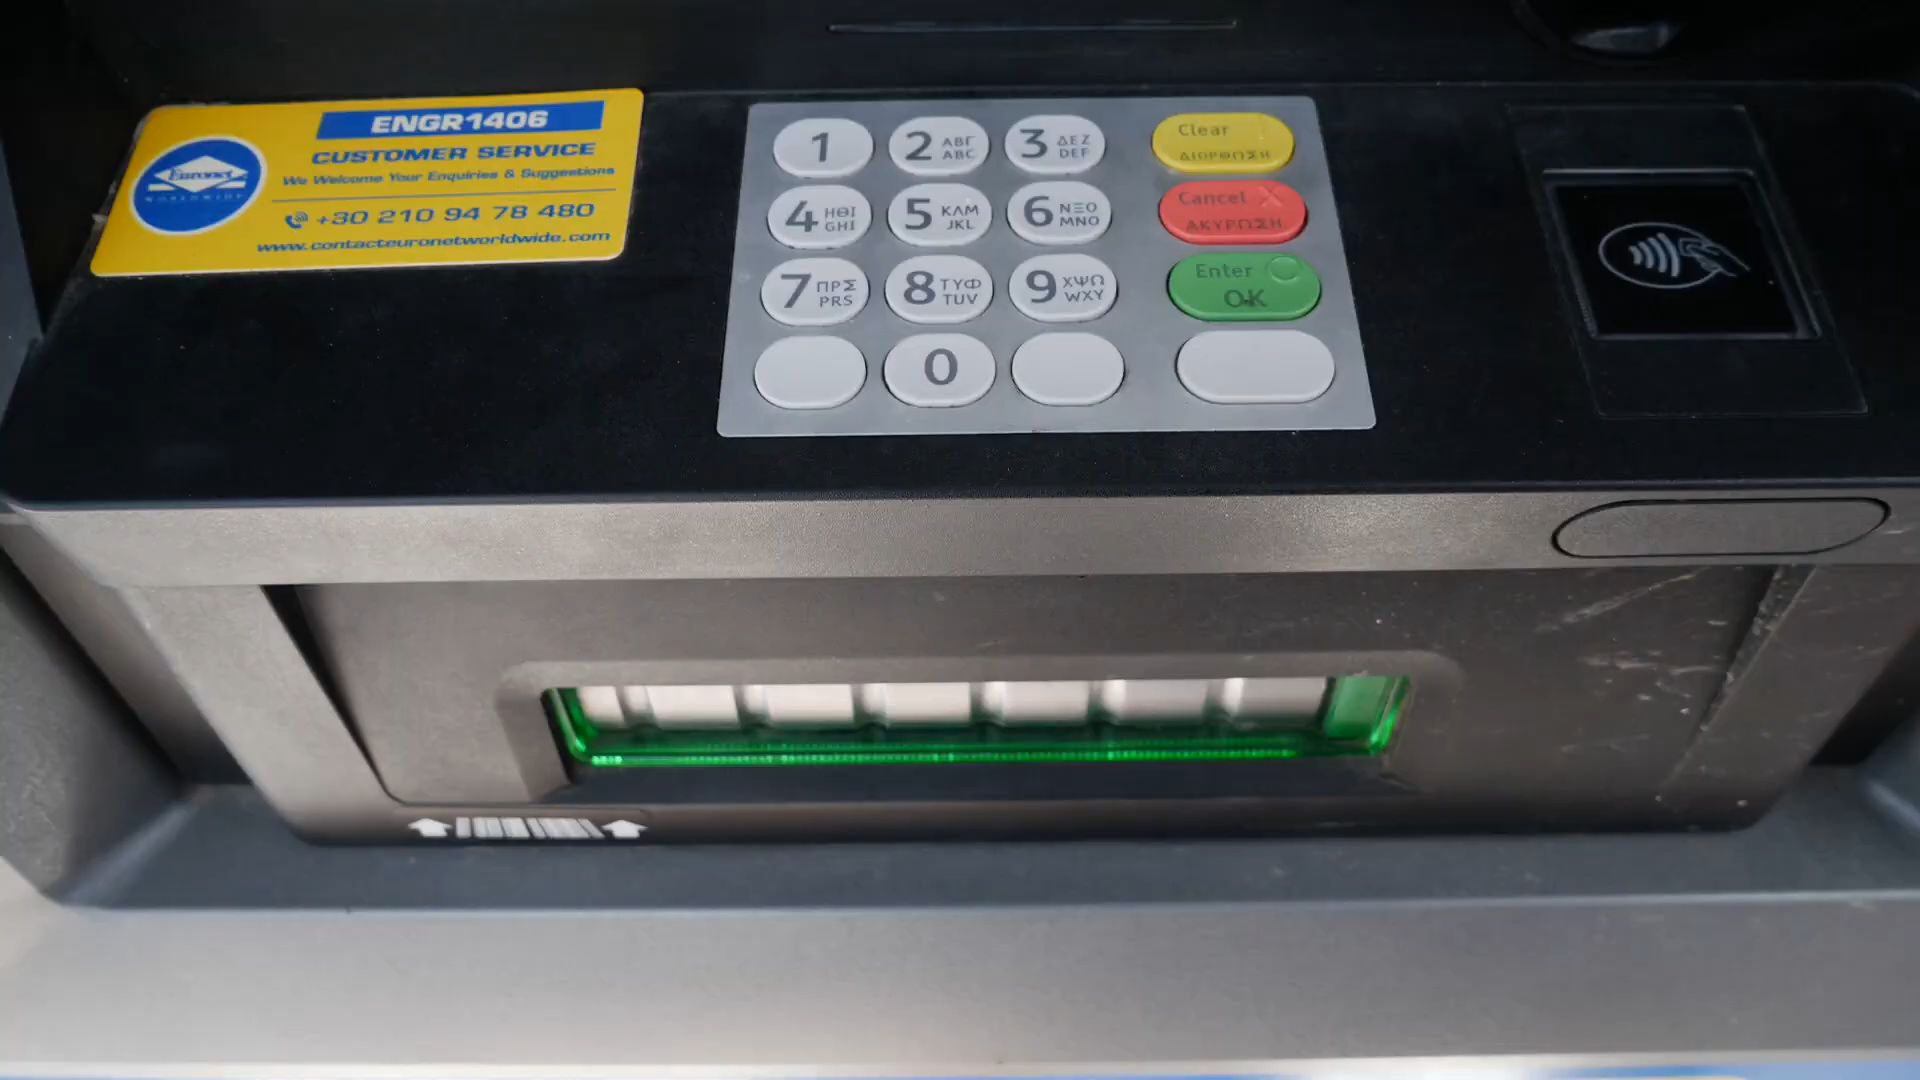 ENGR1406
CUSTOMER SERVICE
We Welcome Your Enquiries & Suggestions
+30 210 94 78 480
www.contacteuronetworldwide.com
Euronet
WORLDWIDE
1
2 ΑΒΓ ABC
3 ΔΕΖ DEF
Clear
ΔΙΟΡΘΩΣΗ
4 ΗΘΙ GHI
5 ΚΛΜ JKL
6 ΝΞΟ MNO
Cancel
ΑΚΥΡΩΣΗ
7 ΠΡΣ PRS
8 ΤΥΦ TUV
9 ΧΨΩ WXY
Enter
OK
0